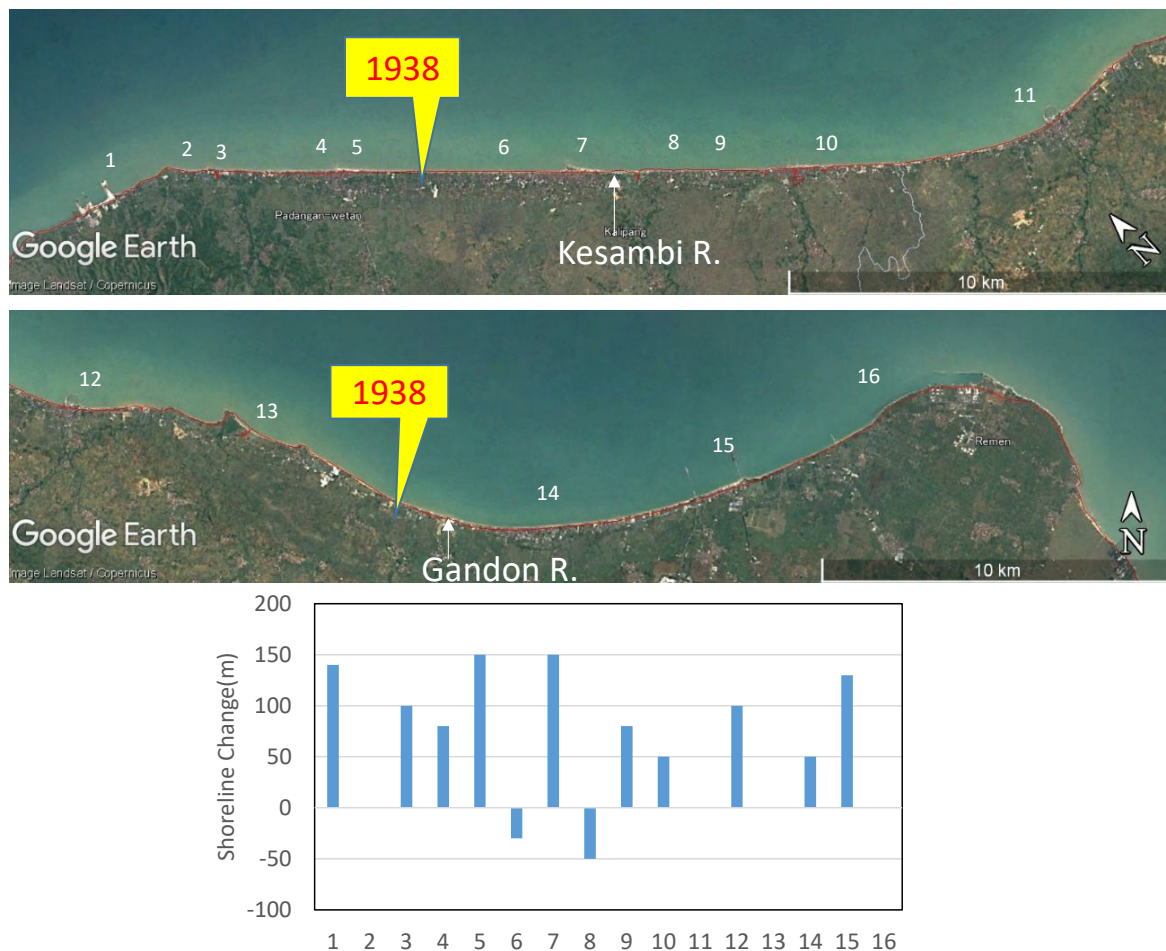 1938
1
2
3
4
5
6
7
8
9
10
11
Padangan=wetan
Kalipang
Google Earth
Kesambi R.
N
Image Landsat / Copernicus
10 km
12
1938
13
14
15
16
Remen
Google Earth
N
Image Landsat / Copernicus
Gandon R.
10 km
Shoreline Change(m)
200
150
100
50
0
-50
-100
1 2 3 4 5 6 7 8 9 10 11 12 13 14 15 16